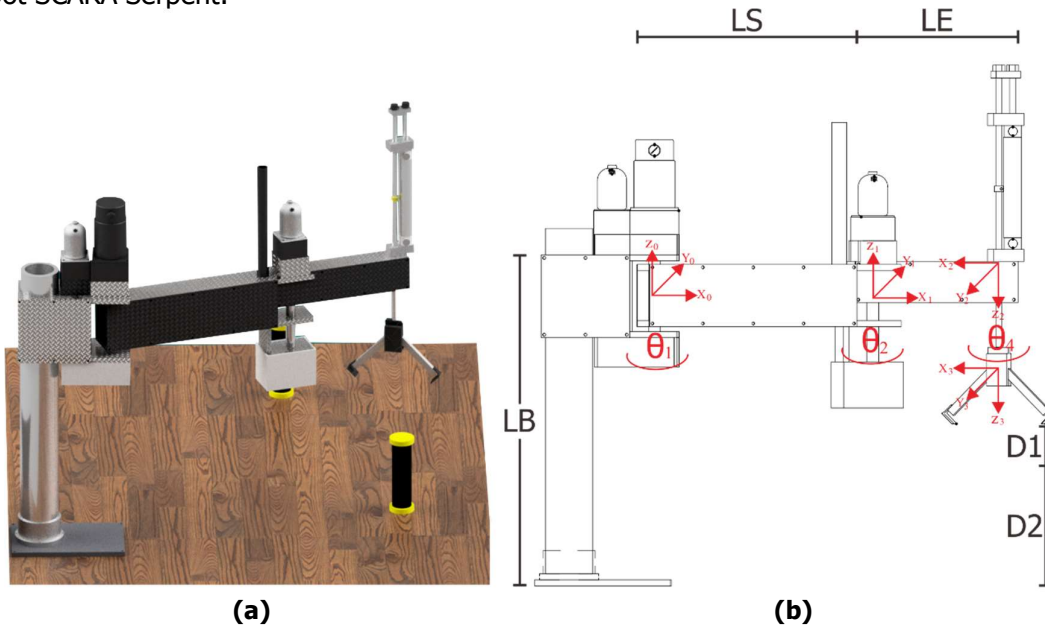 SCARA Serpent.
LS LE
Z₀ Y₀ X₀
Z₁ Y₁ X₁
X₂ Y₂ Z₂
θ₁ θ₂ θ₄
X₃ Y₃ Z₃
LB
D1
D2
(a) (b)